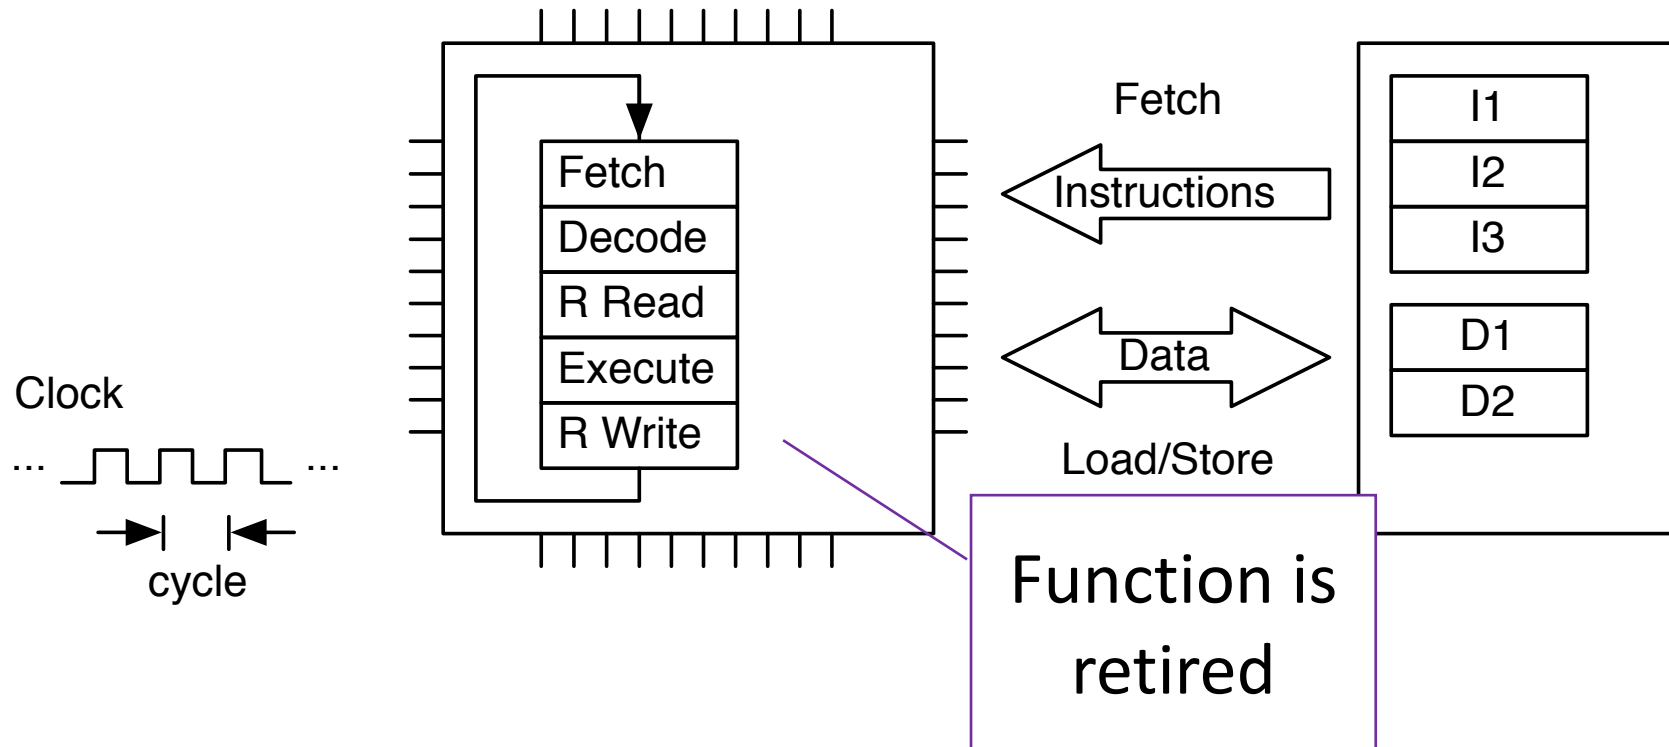 Clock
... ...
cycle
Fetch
Decode
R Read
Execute
R Write
Fetch
Instructions
Data
Load/Store
I1
I2
I3
D1
D2
Function is
retired